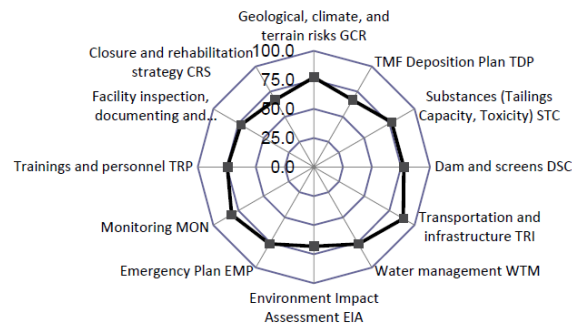 Geological, climate, and
terrain risks GCR
TMF Deposition Plan TDP
Substances (Tailings
Capacity, Toxicity) STC
Dam and screens DSC
Transportation and
infrastructure TRI
Water management WTM
Environment Impact
Assessment EIA
Emergency Plan EMP
Monitoring MON
Trainings and personnel TRP
Facility inspection,
documenting and...
Closure and rehabilitation
strategy CRS
100.0
75.0
50.0
25.0
0.0